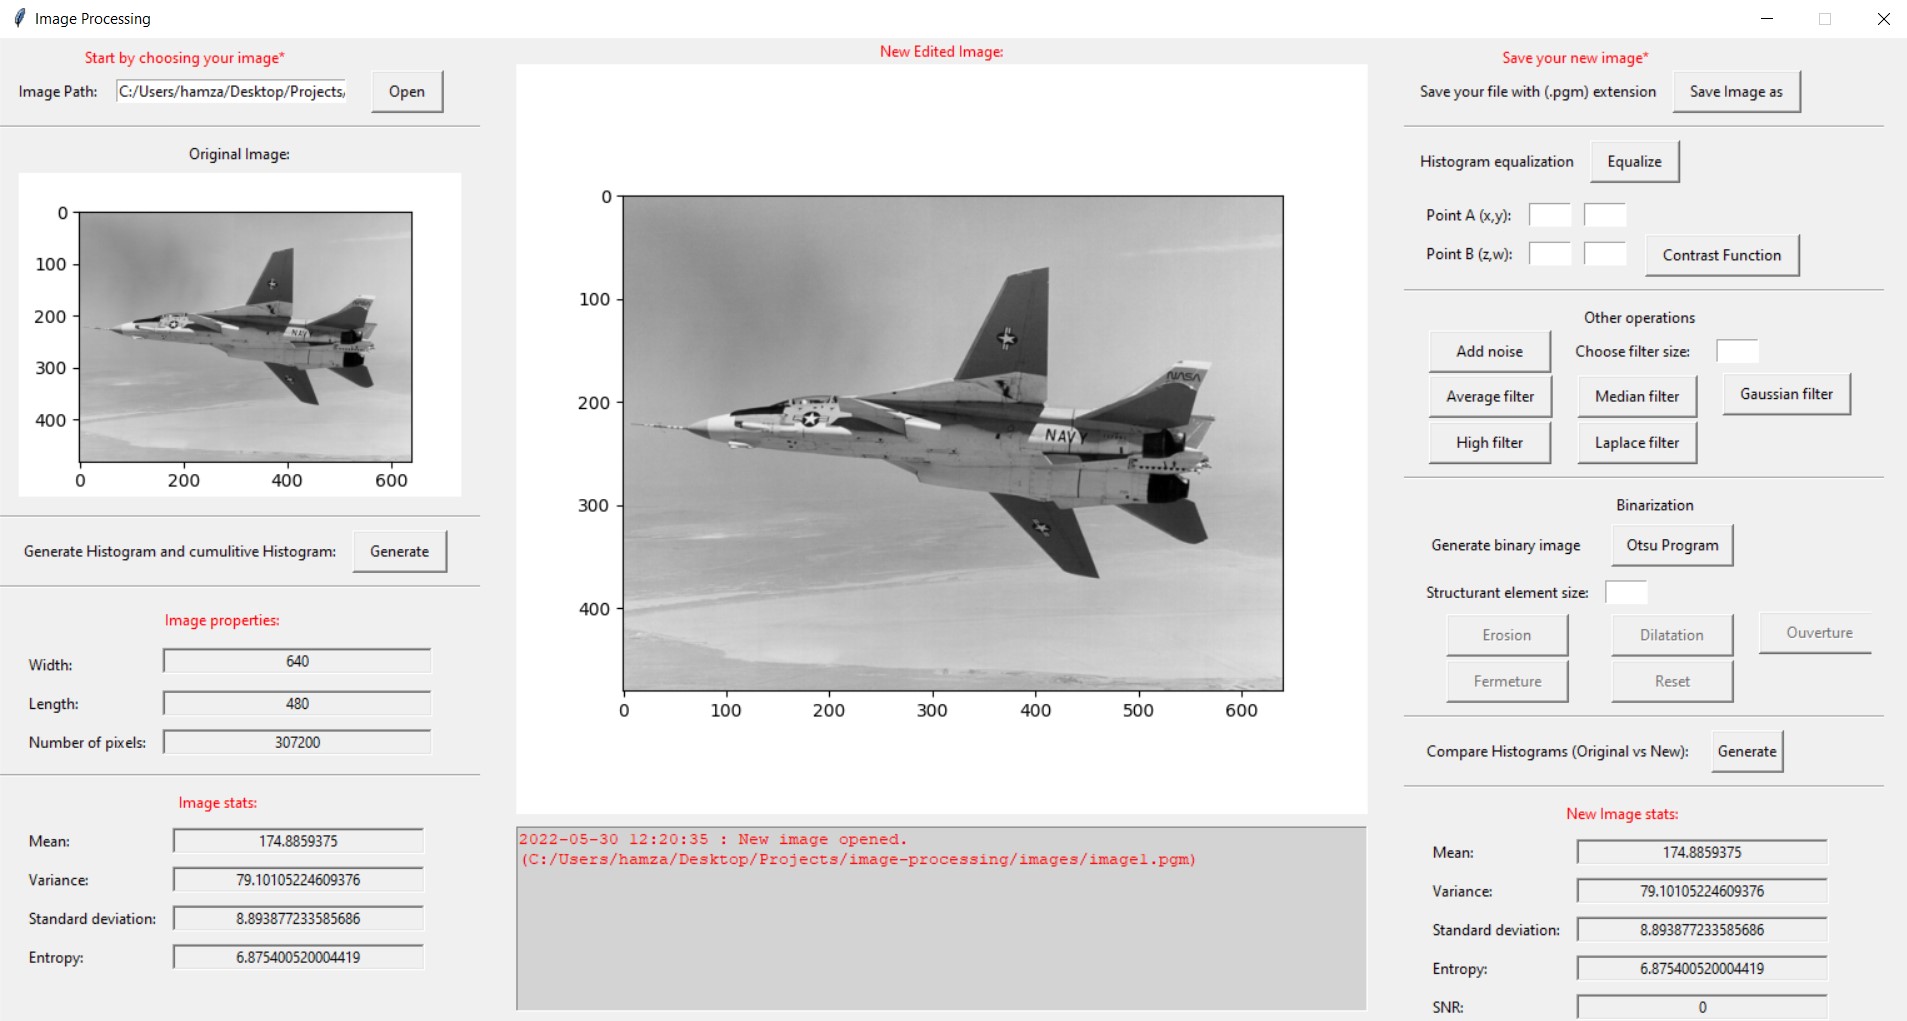 Image Processing
Start by choosing your image*
Image Path: C:/Users/hamza/Desktop/Projects/ Open
Original Image:
0
100
200
300
400
0 200 400 600
NAVY
Generate Histogram and cumulitive Histogram: Generate
Image properties:
Width: 640
Length: 480
Number of pixels: 307200
Image stats:
Mean: 174.8859375
Variance: 79.10105224609376
Standard deviation: 8.893877233585686
Entropy: 6.875400520004419
New Edited Image:
0
100
200
300
400
0 100 200 300 400 500 600
NASA
NAVY
2022-05-30 12:20:35 : New image opened.
(C:/Users/hamza/Desktop/Projects/image-processing/images/image1.pgm)
Save your new image*
Save your file with (.pgm) extension Save Image as
Histogram equalization Equalize
Point A (x,y):
Point B (z,w): Contrast Function
Other operations
Add noise Choose filter size:
Average filter Median filter Gaussian filter
High filter Laplace filter
Binarization
Generate binary image Otsu Program
Structurant element size:
Erosion Dilatation Ouverture
Fermeture Reset
Compare Histograms (Original vs New): Generate
New Image stats:
Mean: 174.8859375
Variance: 79.10105224609376
Standard deviation: 8.893877233585686
Entropy: 6.875400520004419
SNR: 0